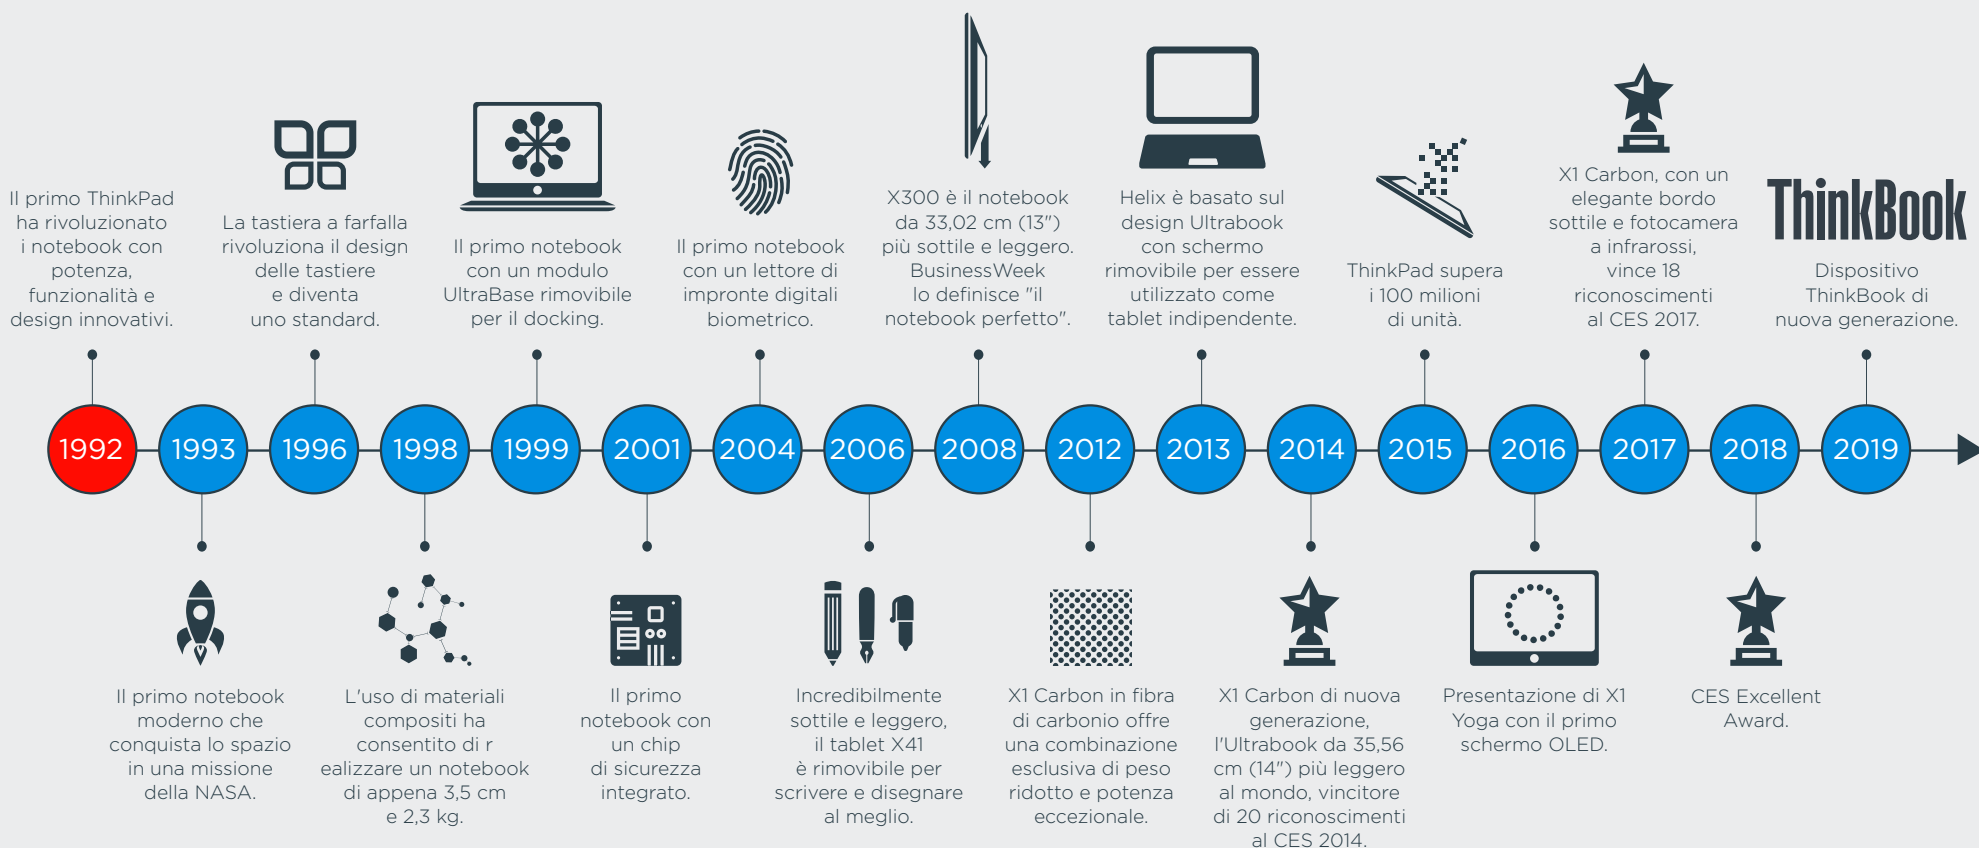 Il primo ThinkPad
ha rivoluzionato
i notebook con
potenza,
funzionalità e
design innovativi.
La tastiera a farfalla
rivoluziona il design
delle tastiere
e diventa
uno standard.
Il primo notebook
con un modulo
UltraBase rimovibile
per il docking.
Il primo notebook
con un lettore di
impronte digitali
biometrico.
X300 è il notebook
da 33,02 cm (13")
più sottile e leggero.
BusinessWeek
lo definisce "il
notebook perfetto".
Helix è basato sul
design Ultrabook
con schermo
rimovibile per essere
utilizzato come
tablet indipendente.
ThinkPad supera
i 100 milioni
di unità.
X1 Carbon, con un
elegante bordo
sottile e fotocamera
a infrarossi,
vince 18
riconoscimenti
al CES 2017.
ThinkBook
Dispositivo
ThinkBook di
nuova generazione.
1992 1993 1996 1998 1999 2001 2004 2006 2008 2012 2013 2014 2015 2016 2017 2018 2019
Il primo notebook
moderno che
conquista lo spazio
in una missione
della NASA.
L'uso di materiali
compositi ha
consentito di r
ealizzare un notebook
di appena 3,5 cm
e 2,3 kg.
Il primo
notebook con
un chip
di sicurezza
integrato.
Incredibilmente
sottile e leggero,
il tablet X41
è rimovibile per
scrivere e disegnare
al meglio.
X1 Carbon in fibra
di carbonio offre
una combinazione
esclusiva di peso
ridotto e potenza
eccezionale.
X1 Carbon di nuova
generazione,
l'Ultrabook da 35,56
cm (14") più leggero
al mondo, vincitore
di 20 riconoscimenti
al CES 2014.
Presentazione di X1
Yoga con il primo
schermo OLED.
CES Excellent
Award.